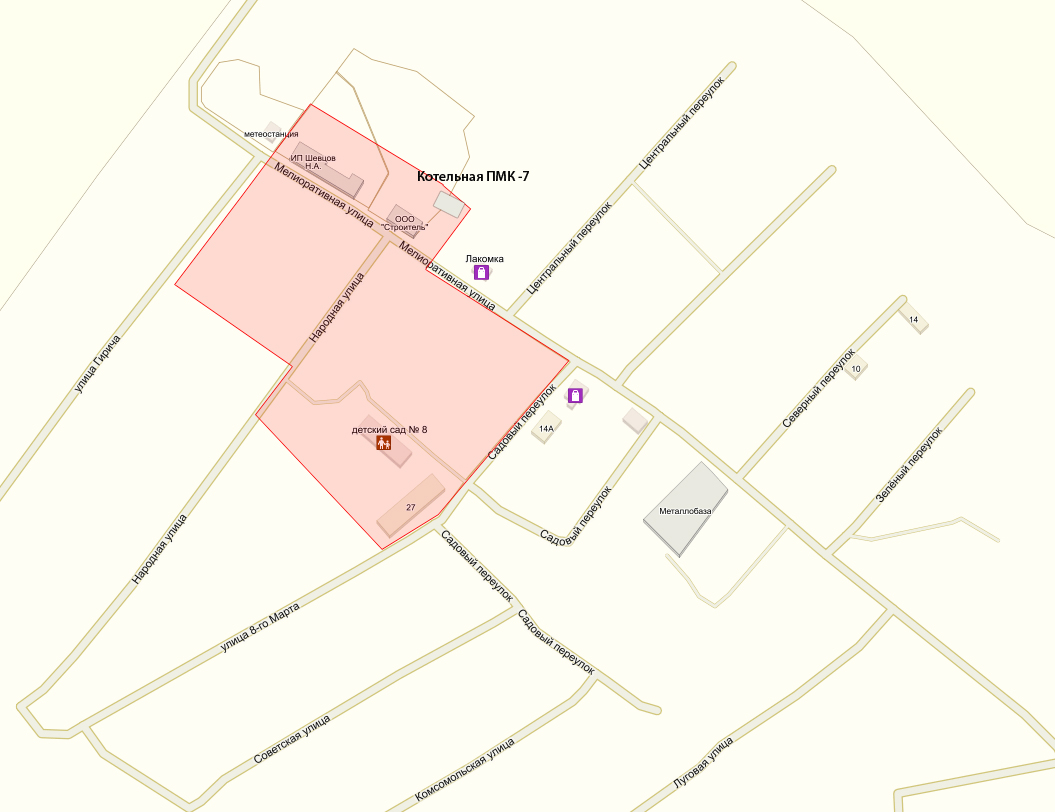 Центральный переулок
метеостанция
ИП Шевцов
Н.А.
Котельная ПМК -7
Мелиоративная улица
ООО
"Строитель"
Центральный переулок
Лакомка
Мелиоративная улица
Народная улица
14
улица Гирича
10
Северный переулок
Садовый переулок
детский сад № 8
14А
Зелёный переулок
27
Металлобаза
Садовый переулок
Народная улица
Садовый переулок
улица 8-го Марта
Садовый переулок
Советская улица
Комсомольская улица
Луговая улица